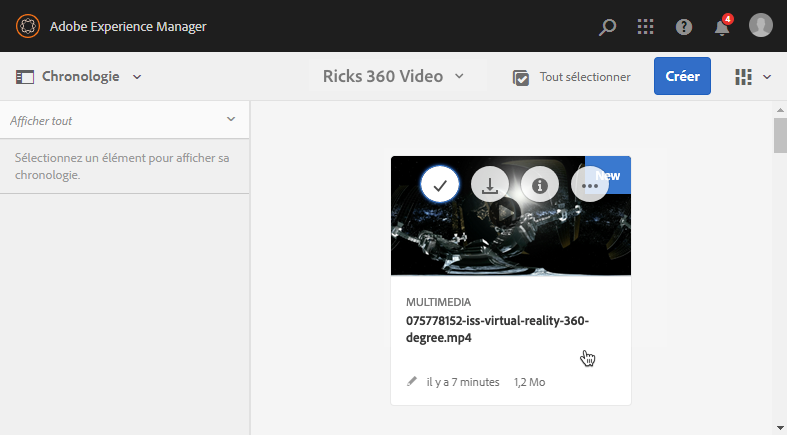 Adobe Experience Manager
4
Chronologie
Ricks 360 Video
Tout sélectionner
Créer
Afficher tout
Sélectionnez un élément pour afficher sa
chronologie.
New
MULTIMEDIA
075778152-iss-virtual-reality-360-
degree.mp4
il y a 7 minutes
1,2 Mo